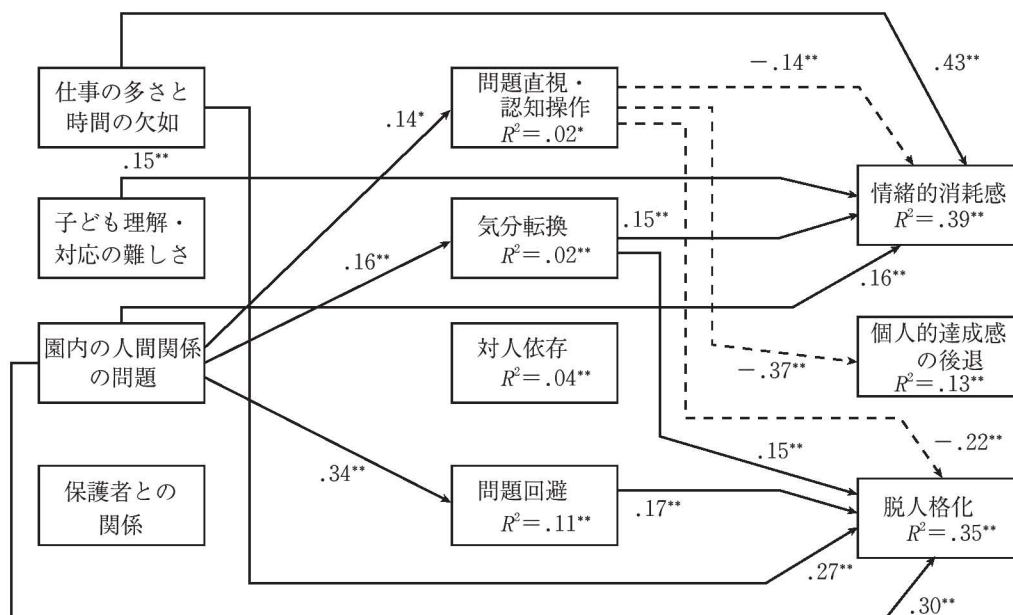 仕事の多さと
時間の欠如
.15**
子ども理解・
対応の難しさ
園内の人間関係
の問題
保護者との
関係
.14*
.16**
.34**
問題直視・
認知操作
R²=.02*
気分転換
R²=.02**
対人依存
R²=.04**
問題回避
R²=.11**
−.14**
.43**
.15**
.16**
−.37**
−.22**
.15**
.17**
.27**
.30**
情緒的消耗感
R²=.39**
個人的達成感
の後退
R²=.13**
脱人格化
R²=.35**